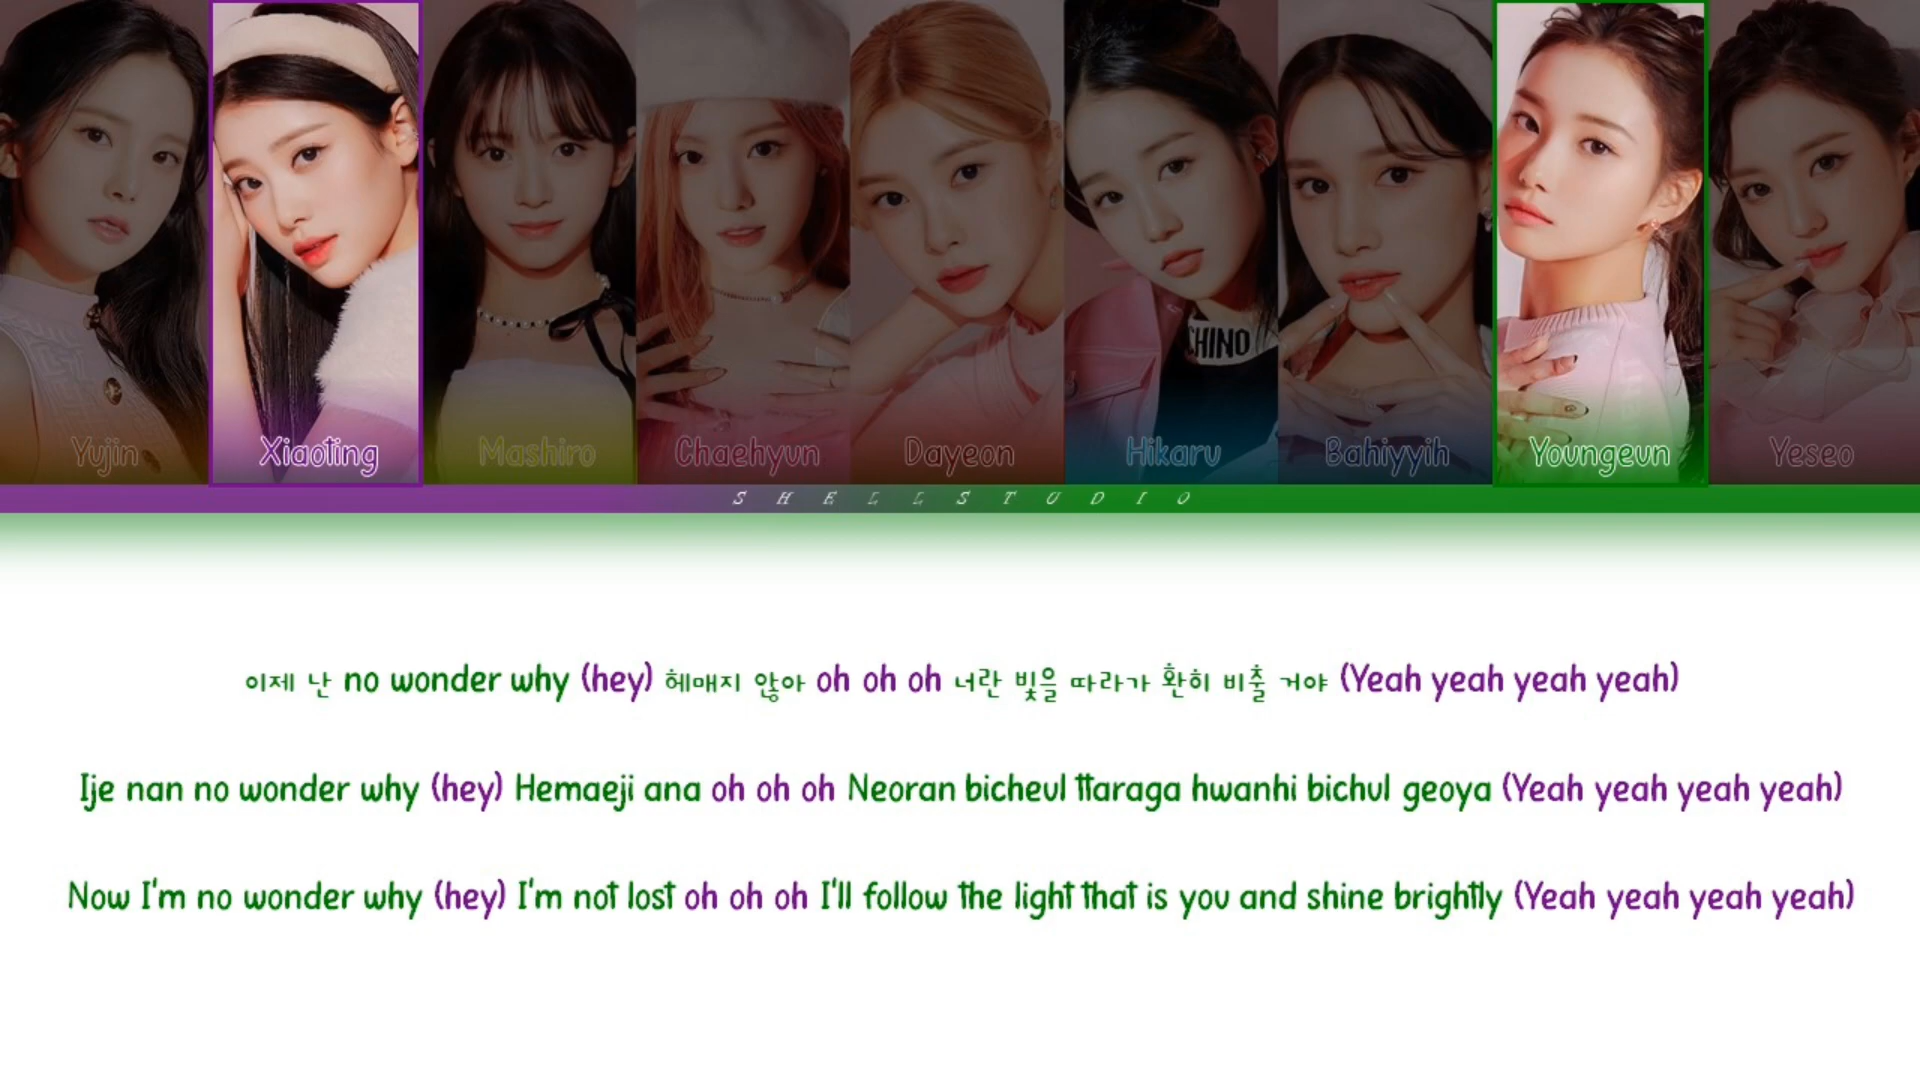 CHINO
Yujin Xiaoting Mashiro Chaehyun Dayeon Hikaru Bahiyyih Youngeun Yeseo
SHELLSTUDIO
이제 난 no wonder why (hey) 헤매지 않아 oh oh oh 너란 빛을 따라가 환히 비출 거야 (Yeah yeah yeah yeah)
Ije nan no wonder why (hey) Hemaeji ana oh oh oh Neoran bicheul ttaraga hwanhi bichul geoya (Yeah yeah yeah yeah)
Now I'm no wonder why (hey) I'm not lost oh oh oh I'll follow the light that is you and shine brightly (Yeah yeah yeah yeah)